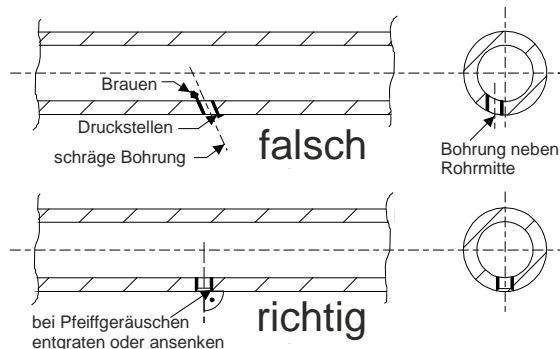 Brauen
Druckstellen
schräge Bohrung
falsch
Bohrung neben
Rohrmitte
bei Pfeiffgeräuschen
entgraten oder ansenken
richtig